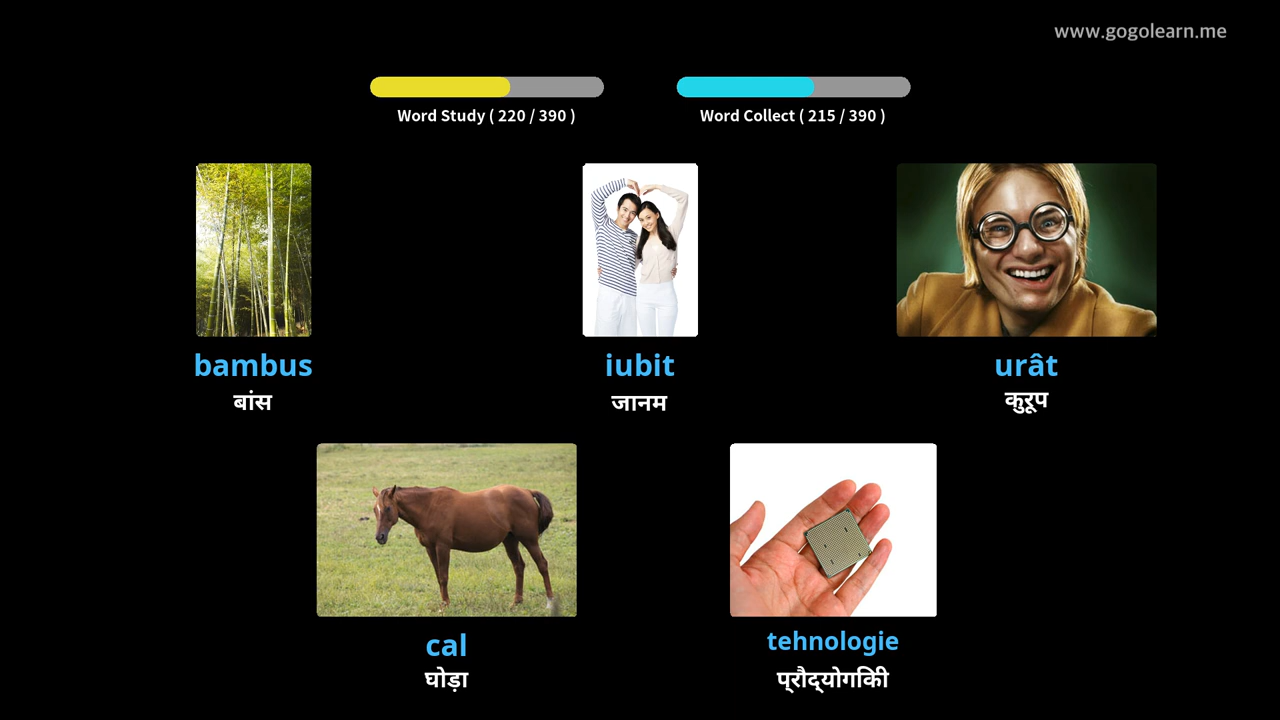 www.gogolearn.me
Word Study ( 220 / 390 )
Word Collect ( 215 / 390 )
bambus
बांस
iubit
जानम
urât
कुरूप
cal
घोड़ा
tehnologie
प्रौद्योगिकी